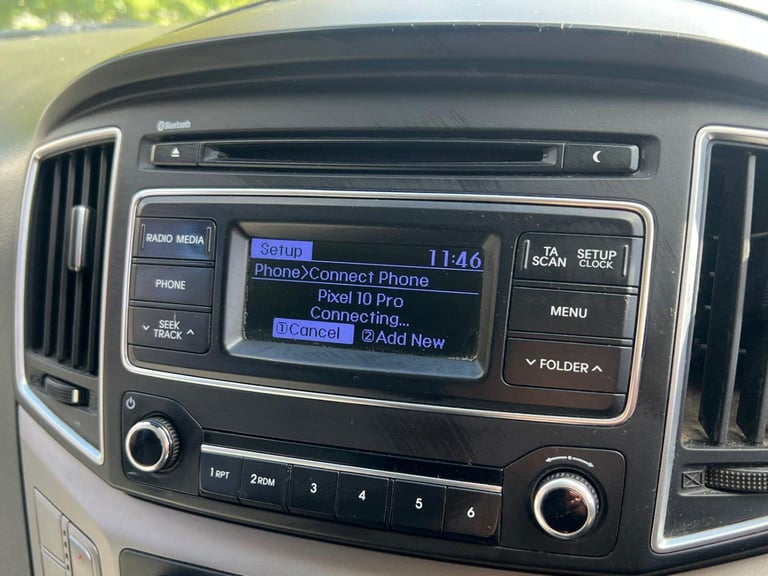 Bluetooth
RADIO MEDIA
PHONE
SEEK
TRACK
Setup 11:46
Phone>Connect Phone
Pixel 10 Pro
Connecting...
①Cancel ②Add New
TA
SCAN
SETUP
CLOCK
MENU
FOLDER
1 RPT 2 RDM 3 4 5 6